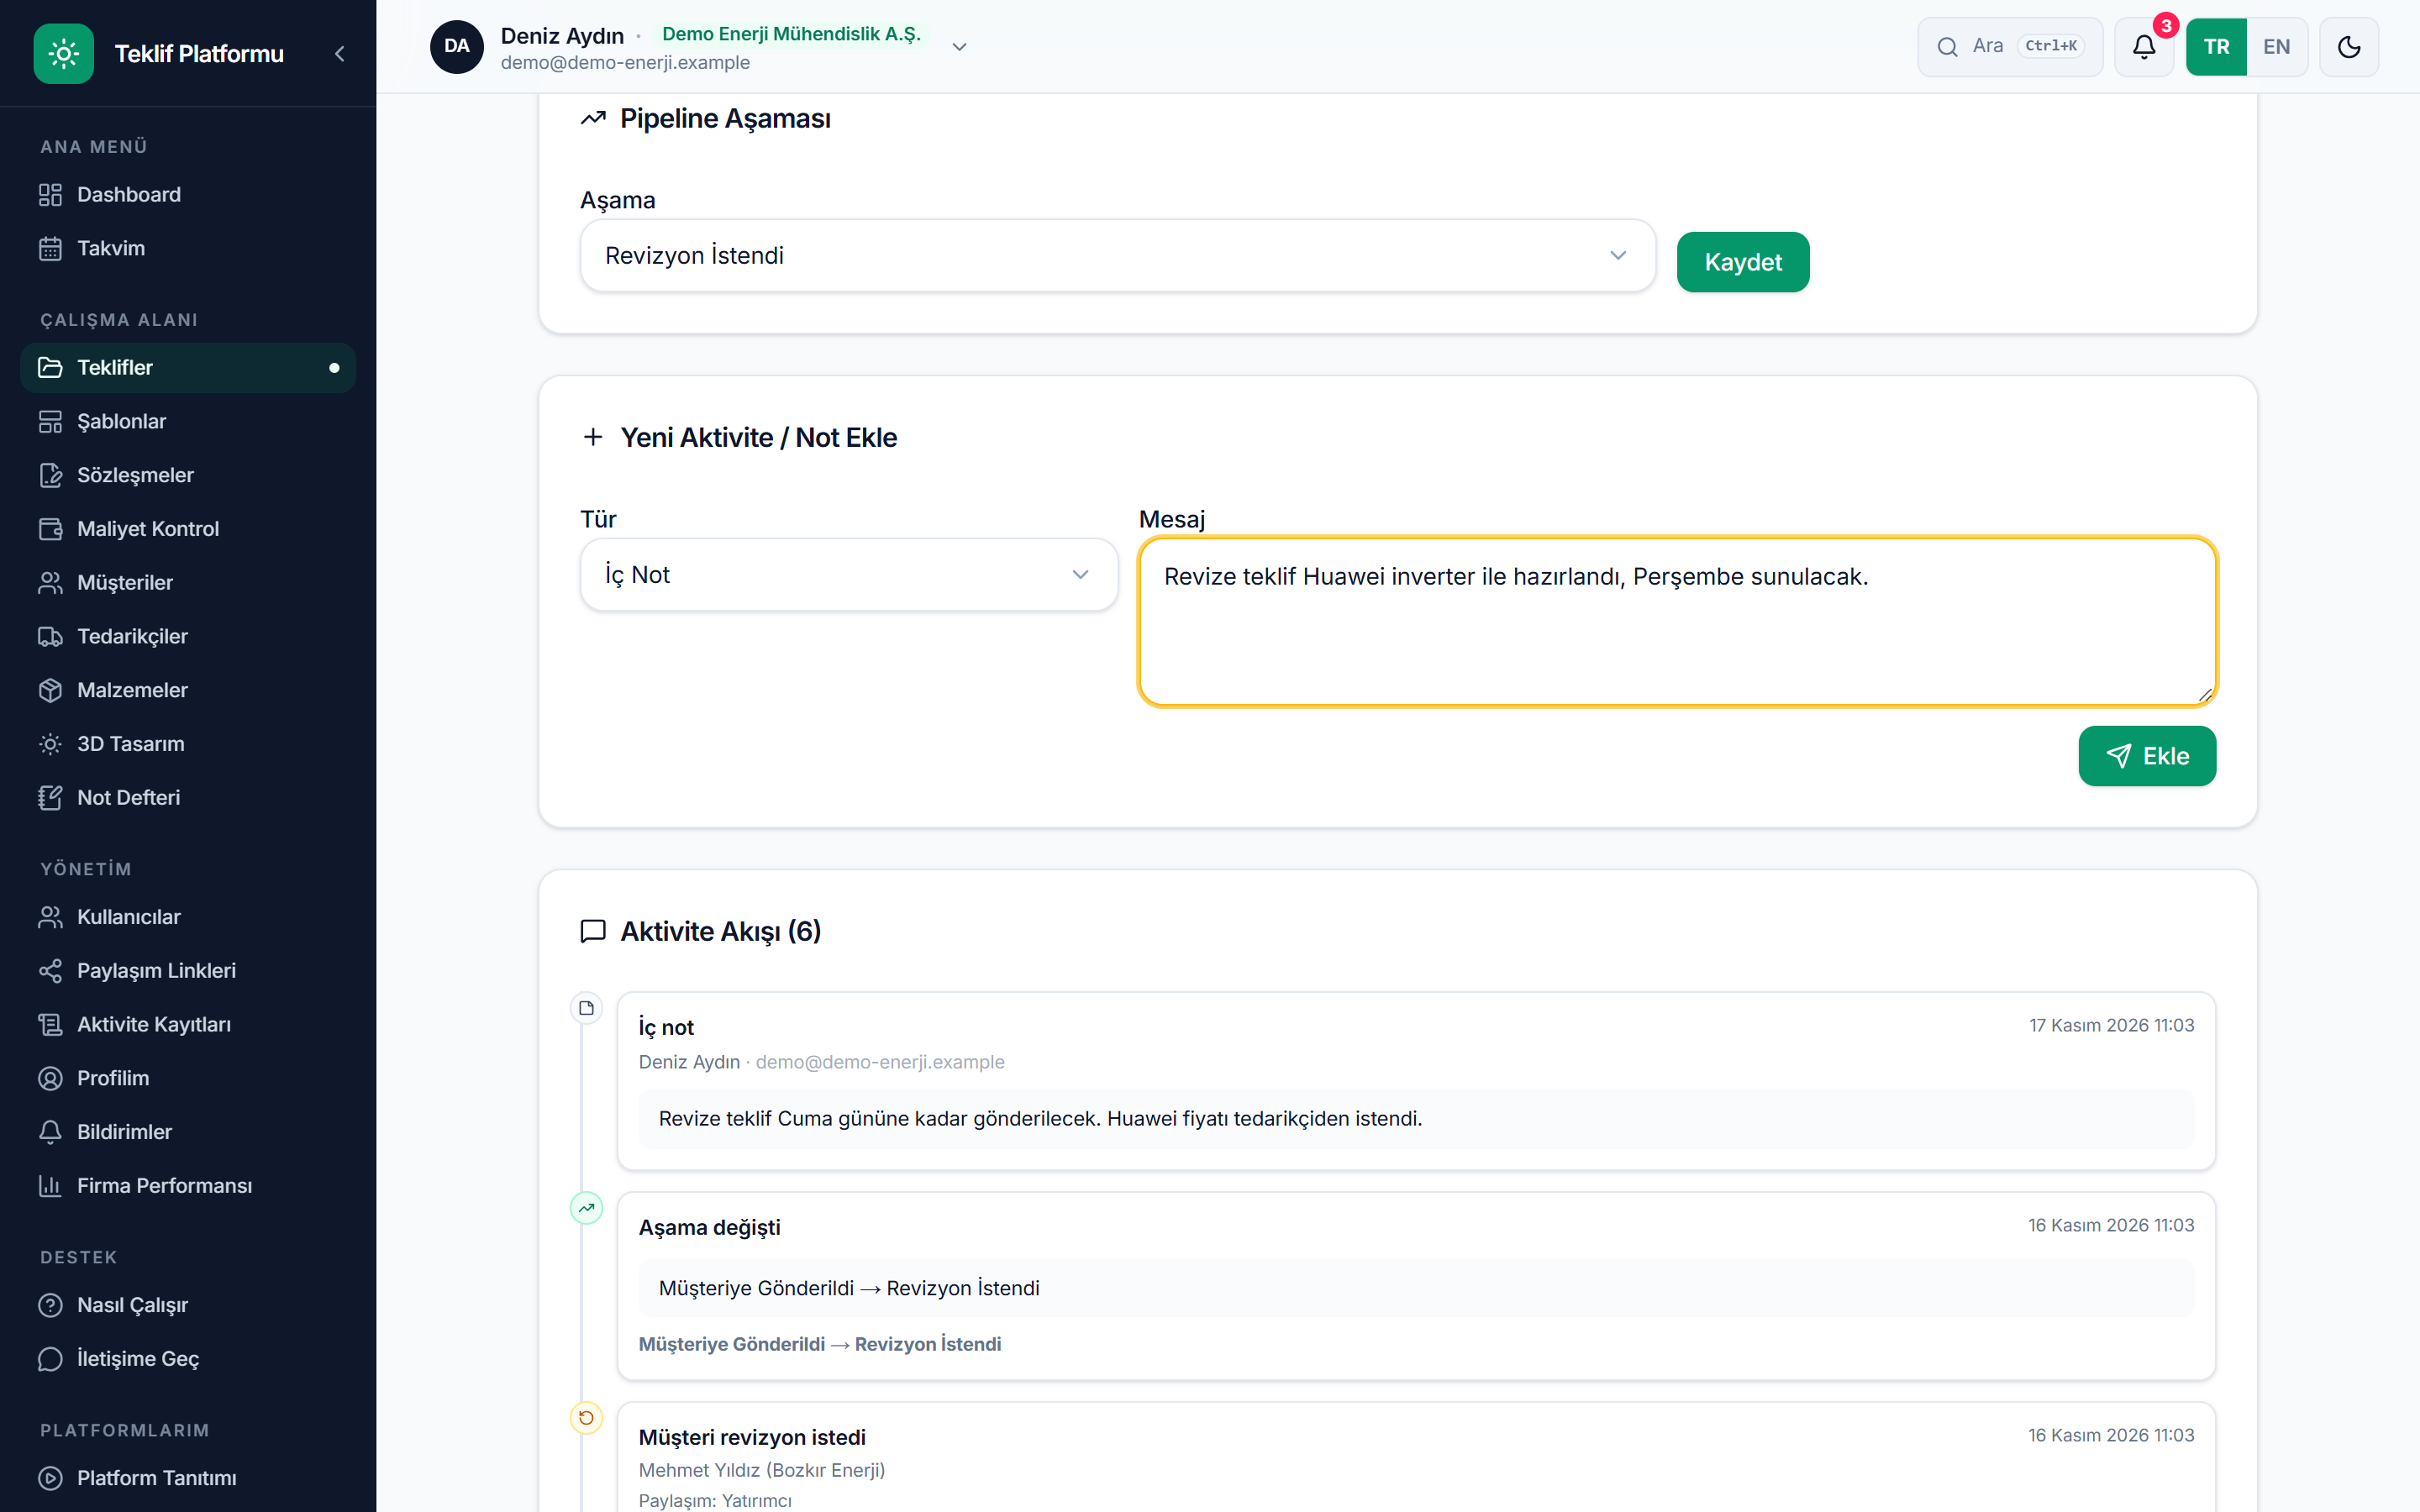 Teklif Platformu
ANA MENÜ
Dashboard
Takvim
ÇALIŞMA ALANI
Teklifler
Şablonlar
Sözleşmeler
Maliyet Kontrol
Müşteriler
Tedarikçiler
Malzemeler
3D Tasarım
Not Defteri
YÖNETİM
Kullanıcılar
Paylaşım Linkleri
Aktivite Kayıtları
Profilim
Bildirimler
Firma Performansı
DESTEK
Nasıl Çalışır
İletişime Geç
PLATFORMLARIM
Platform Tanıtımı
DA
Deniz Aydın · Demo Enerji Mühendislik A.Ş.
demo@demo-enerji.example
Ara Ctrl+K
3
TR EN
Pipeline Aşaması
Aşama
Revizyon İstendi
Kaydet
Yeni Aktivite / Not Ekle
Tür
İç Not
Mesaj
Revize teklif Huawei inverter ile hazırlandı, Perşembe sunulacak.
Ekle
Aktivite Akışı (6)
İç not
17 Kasım 2026 11:03
Deniz Aydın · demo@demo-enerji.example
Revize teklif Cuma gününe kadar gönderilecek. Huawei fiyatı tedarikçiden istendi.
Aşama değişti
16 Kasım 2026 11:03
Müşteriye Gönderildi → Revizyon İstendi
Müşteriye Gönderildi → Revizyon İstendi
Müşteri revizyon istedi
16 Kasım 2026 11:03
Mehmet Yıldız (Bozkır Enerji)
Paylaşım: Yatırımcı